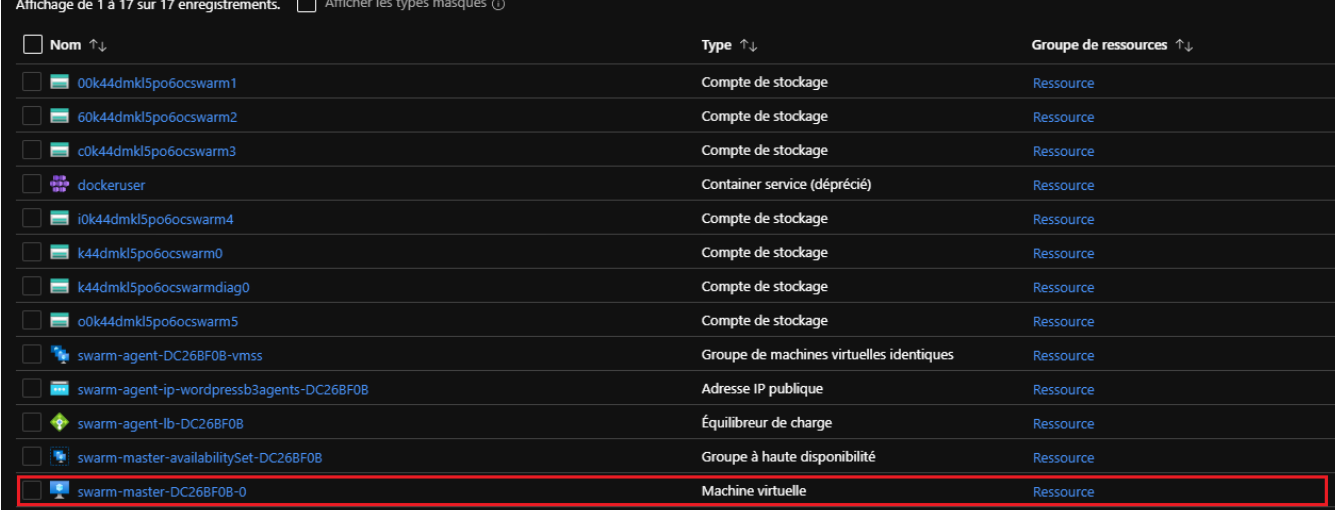 Affichage de 1 à 17 sur 17 enregistrements. Afficher les types masqués
Nom ↑↓ Type ↑↓ Groupe de ressources ↑↓
00k44dmkl5po6ocswarm1 Compte de stockage Ressource
60k44dmkl5po6ocswarm2 Compte de stockage Ressource
c0k44dmkl5po6ocswarm3 Compte de stockage Ressource
dockeruser Container service (déprécié) Ressource
i0k44dmkl5po6ocswarm4 Compte de stockage Ressource
k44dmkl5po6ocswarm0 Compte de stockage Ressource
k44dmkl5po6ocswarmdiag0 Compte de stockage Ressource
o0k44dmkl5po6ocswarm5 Compte de stockage Ressource
swarm-agent-DC26BF0B-vmss Groupe de machines virtuelles identiques Ressource
swarm-agent-ip-wordpressb3agents-DC26BF0B Adresse IP publique Ressource
swarm-agent-lb-DC26BF0B Équilibreur de charge Ressource
swarm-master-availabilitySet-DC26BF0B Groupe à haute disponibilité Ressource
swarm-master-DC26BF0B-0 Machine virtuelle Ressource